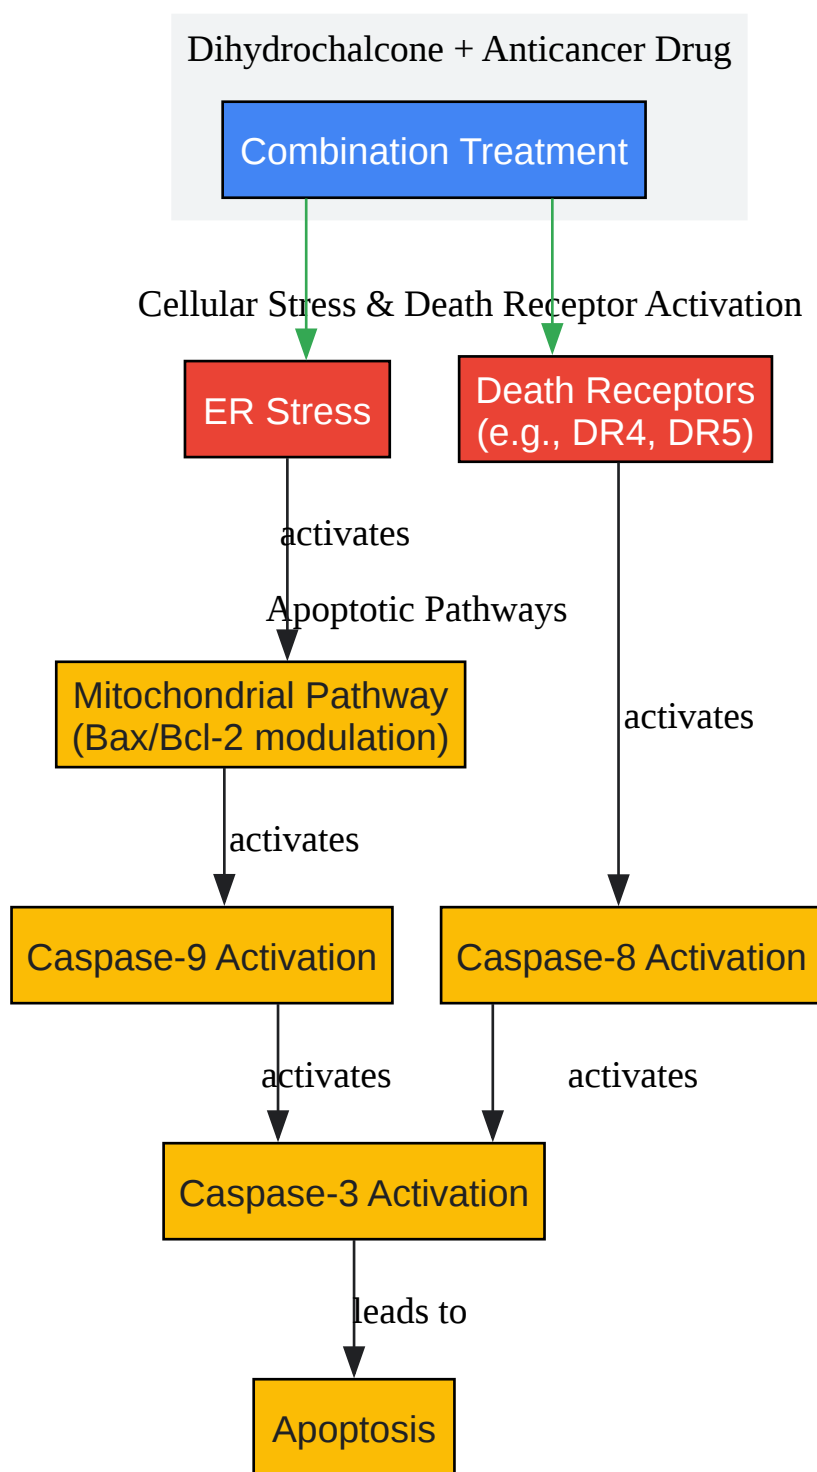 Dihydrochalcone + Anticancer Drug
Combination Treatment
Cellular Stress & Death Receptor Activation
ER Stress
Death Receptors
(e.g., DR4, DR5)
activates
Apoptotic Pathways
Mitochondrial Pathway
(Bax/Bcl-2 modulation)
activates
activates
Caspase-9 Activation
Caspase-8 Activation
activates
activates
Caspase-3 Activation
leads to
Apoptosis